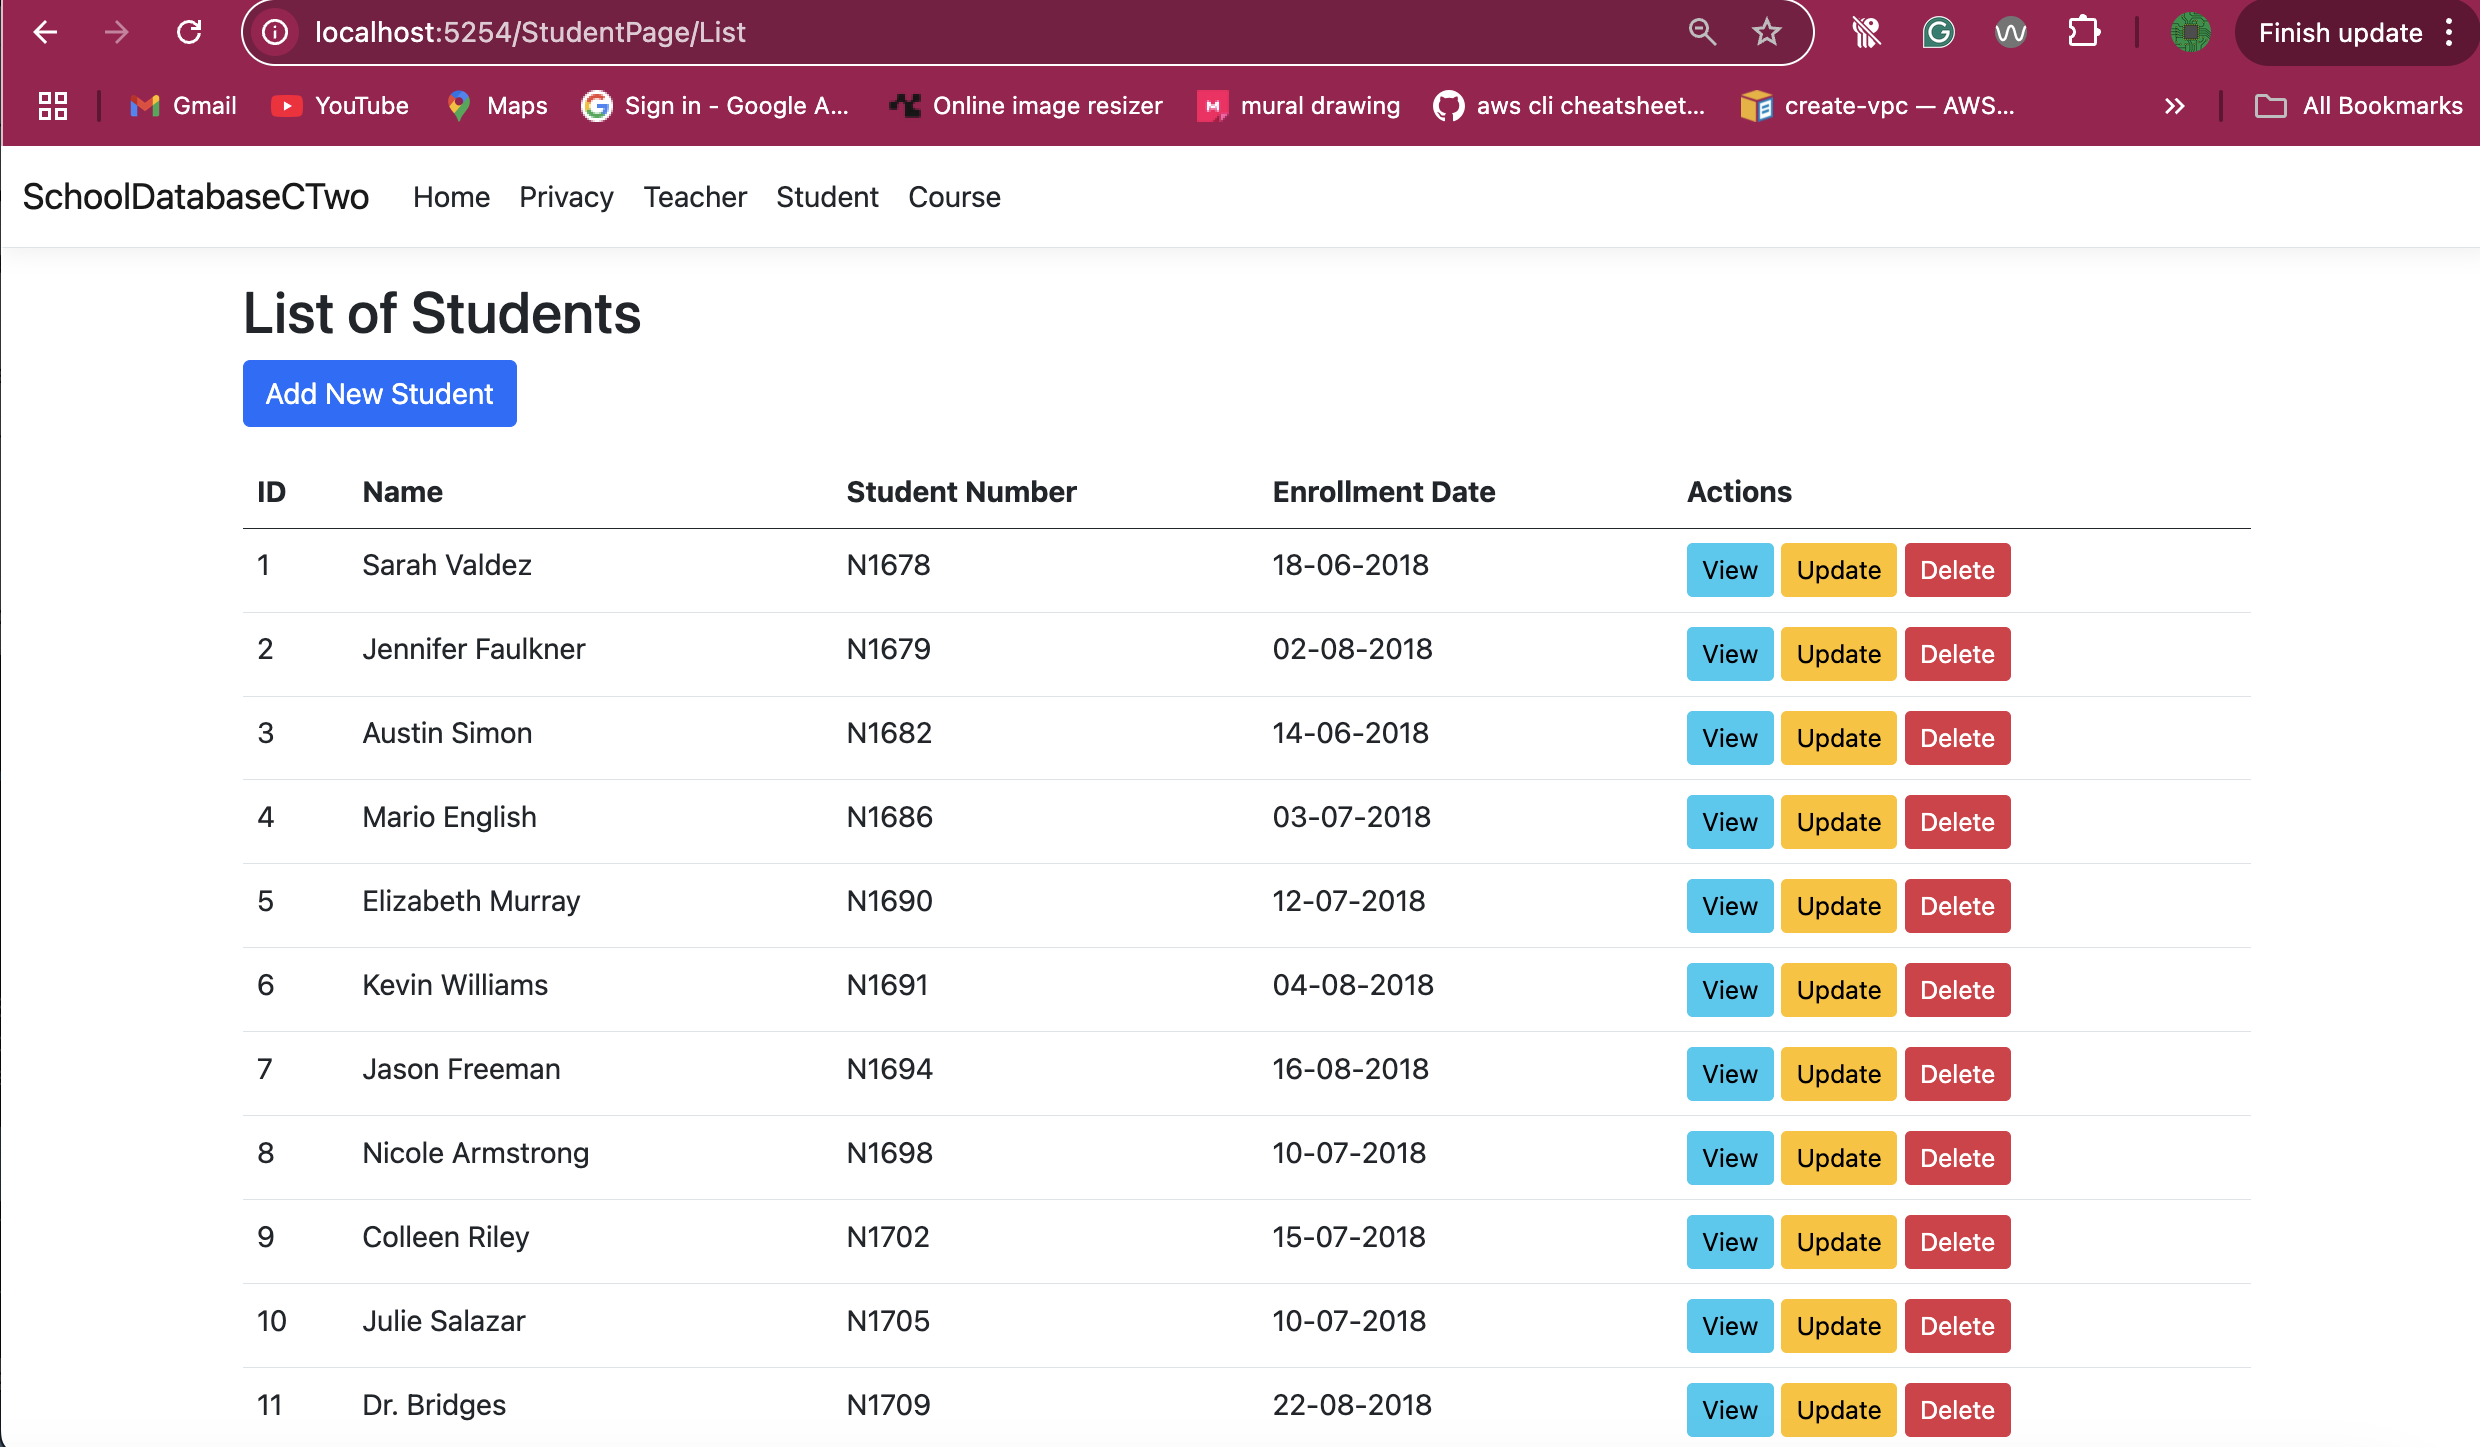 localhost:5254/StudentPage/List Finish update
Gmail YouTube Maps Sign in - Google A... Online image resizer mural drawing aws cli cheatsheet... create-vpc — AWS... All Bookmarks
SchoolDatabaseCTwo Home Privacy Teacher Student Course
List of Students
Add New Student
ID Name Student Number Enrollment Date Actions
1 Sarah Valdez N1678 18-06-2018 View Update Delete
2 Jennifer Faulkner N1679 02-08-2018 View Update Delete
3 Austin Simon N1682 14-06-2018 View Update Delete
4 Mario English N1686 03-07-2018 View Update Delete
5 Elizabeth Murray N1690 12-07-2018 View Update Delete
6 Kevin Williams N1691 04-08-2018 View Update Delete
7 Jason Freeman N1694 16-08-2018 View Update Delete
8 Nicole Armstrong N1698 10-07-2018 View Update Delete
9 Colleen Riley N1702 15-07-2018 View Update Delete
10 Julie Salazar N1705 10-07-2018 View Update Delete
11 Dr. Bridges N1709 22-08-2018 View Update Delete